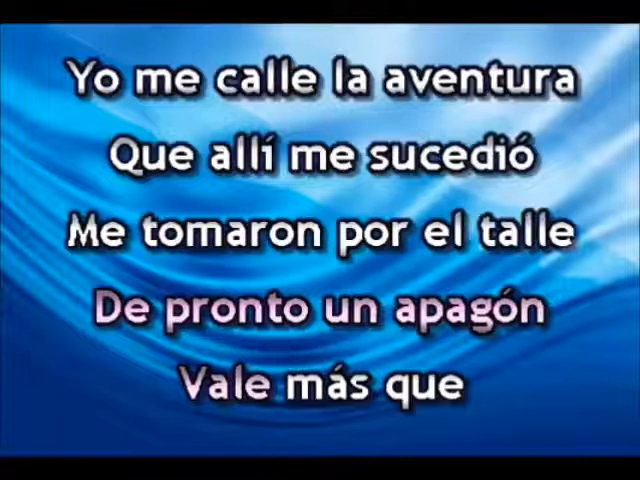 Yo me calle la aventura
Que allí me sucedió
Me tomaron por el talle
De pronto un apagón
Vale más que